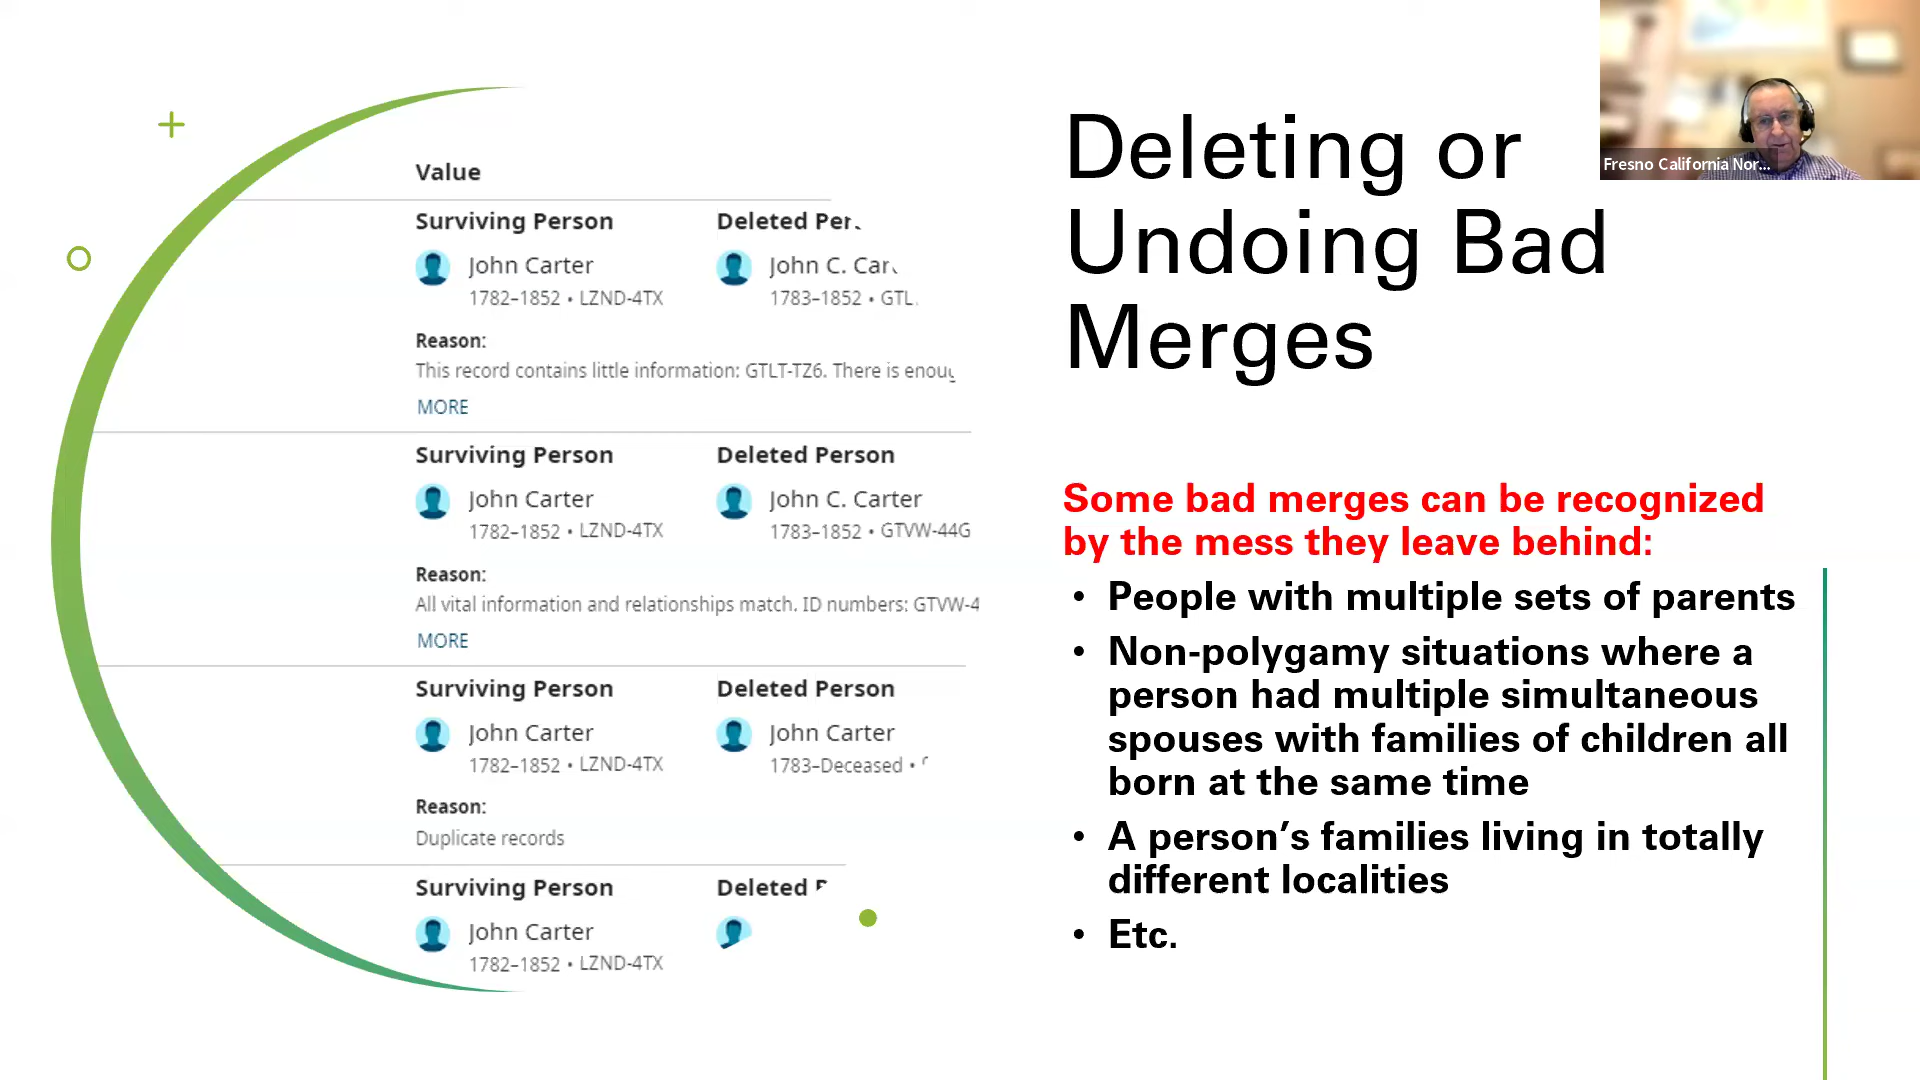 Value
Surviving Person
Deleted
John Carter
John C.
1782–1852 • LZND-4TX
1783–1852 •
Reason:
This record contains little information: GTLT-TZ6. There is
MORE
Surviving Person
Deleted Person
John Carter
John C. Carter
1782–1852 • LZND-4TX
1783–1852 • GTVW-44G
Reason:
All vital information and relationships match. ID numbers: GTVW-4
MORE
Surviving Person
Deleted Person
John Carter
John Carter
1782–1852 • LZND-4TX
1783–Deceased •
Reason:
Duplicate records
Surviving Person
Deleted
John Carter
1782–1852 • LZND-4TX
Deleting or
Undoing Bad
Merges
Some bad merges can be recognized
by the mess they leave behind:
• People with multiple sets of parents
• Non-polygamy situations where a
person had multiple simultaneous
spouses with families of children all
born at the same time
• A person’s families living in totally
different localities
• Etc.
Fresno California Nor...